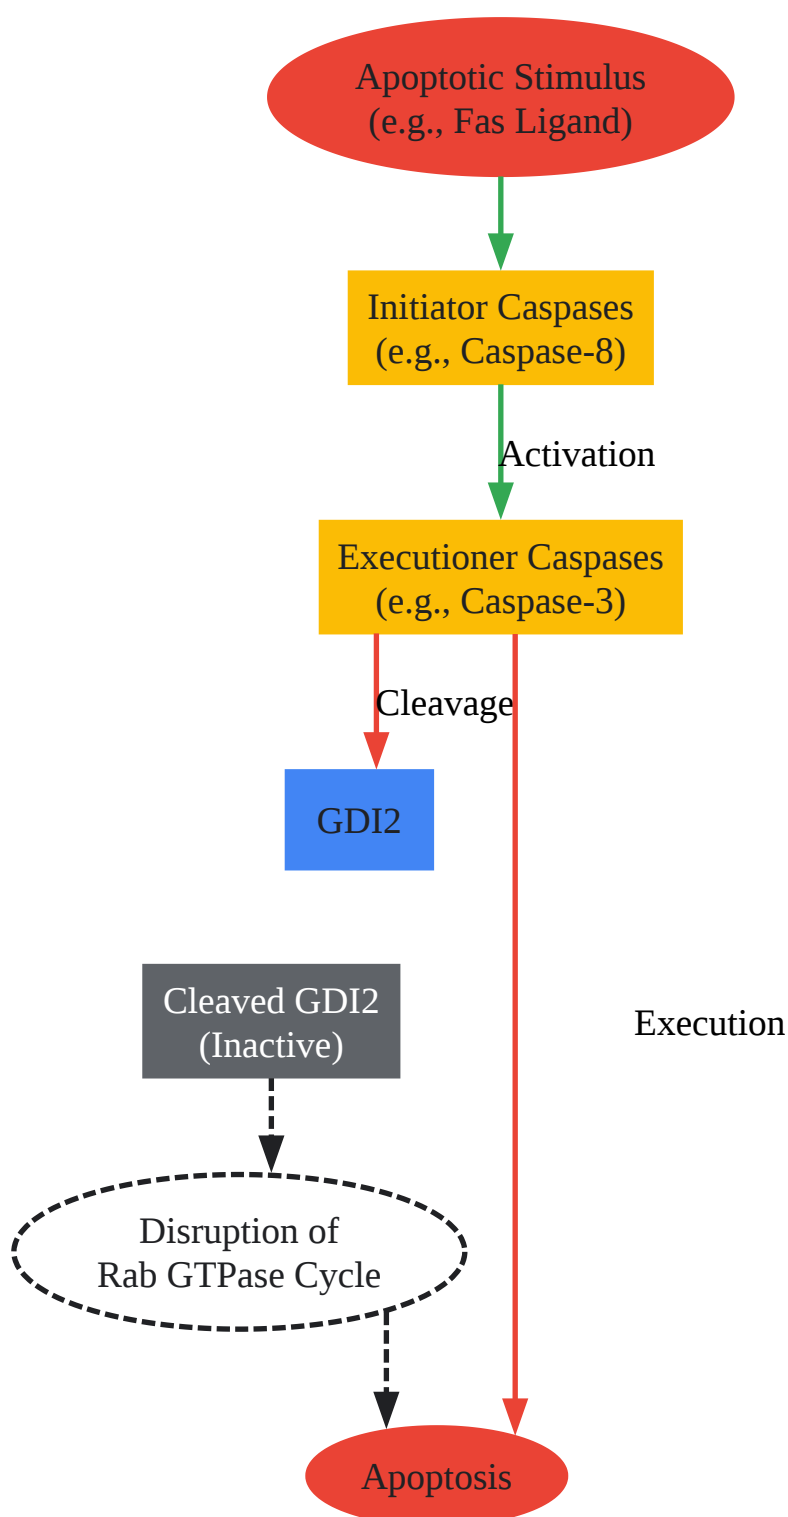 Apoptotic Stimulus
(e.g., Fas Ligand)
Initiator Caspases
(e.g., Caspase-8)
Activation
Executioner Caspases
(e.g., Caspase-3)
Cleavage
GDI2
Cleaved GDI2
(Inactive)
Execution
Disruption of
Rab GTPase Cycle
Apoptosis